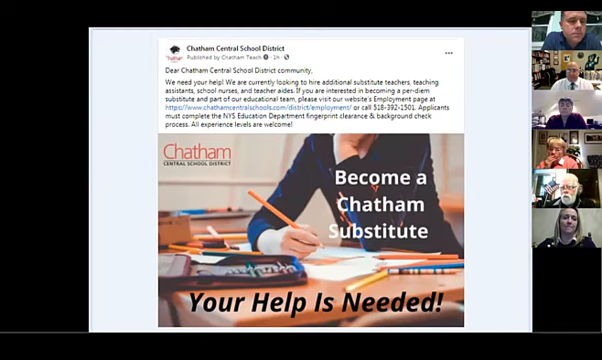 Chatham Central School District
Published by Chatham Teach · 1h ·
Dear Chatham Central School District community,
We need your help! We are currently looking to hire additional substitute teachers, teaching
assistants, school nurses, and teacher aides. If you are interested in becoming a per-diem
substitute and part of our educational team, please visit our website's Employment page at
https://www.chathamcentralschools.com/district/employment/ or call 518-392-1501. Applicants
must complete the NYS Education Department fingerprint clearance & background check
process. All experience levels are welcome!
Chatham
CENTRAL SCHOOL DISTRICT
Become a
Chatham
Substitute
Your Help Is Needed!